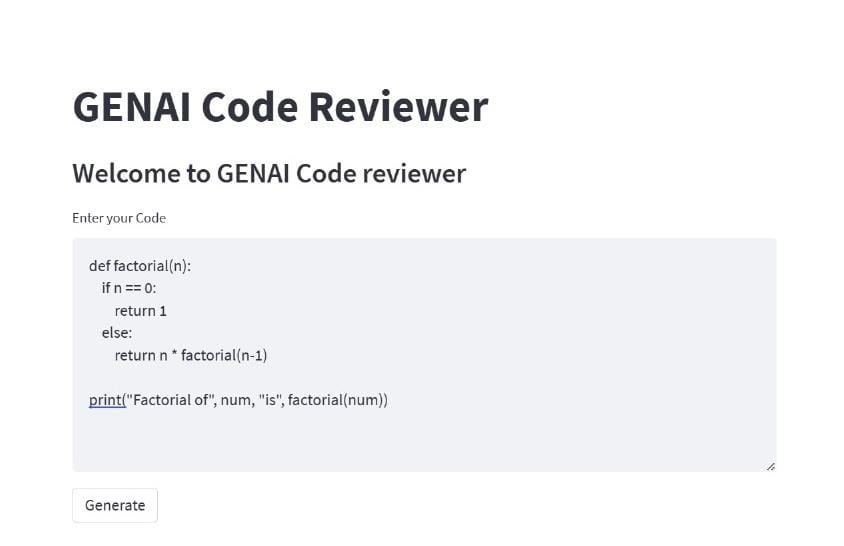 GENAI Code Reviewer
Welcome to GENAI Code reviewer
Enter your Code
def factorial(n):
    if n == 0:
        return 1
    else:
        return n * factorial(n-1)
print("Factorial of", num, "is", factorial(num))
Generate